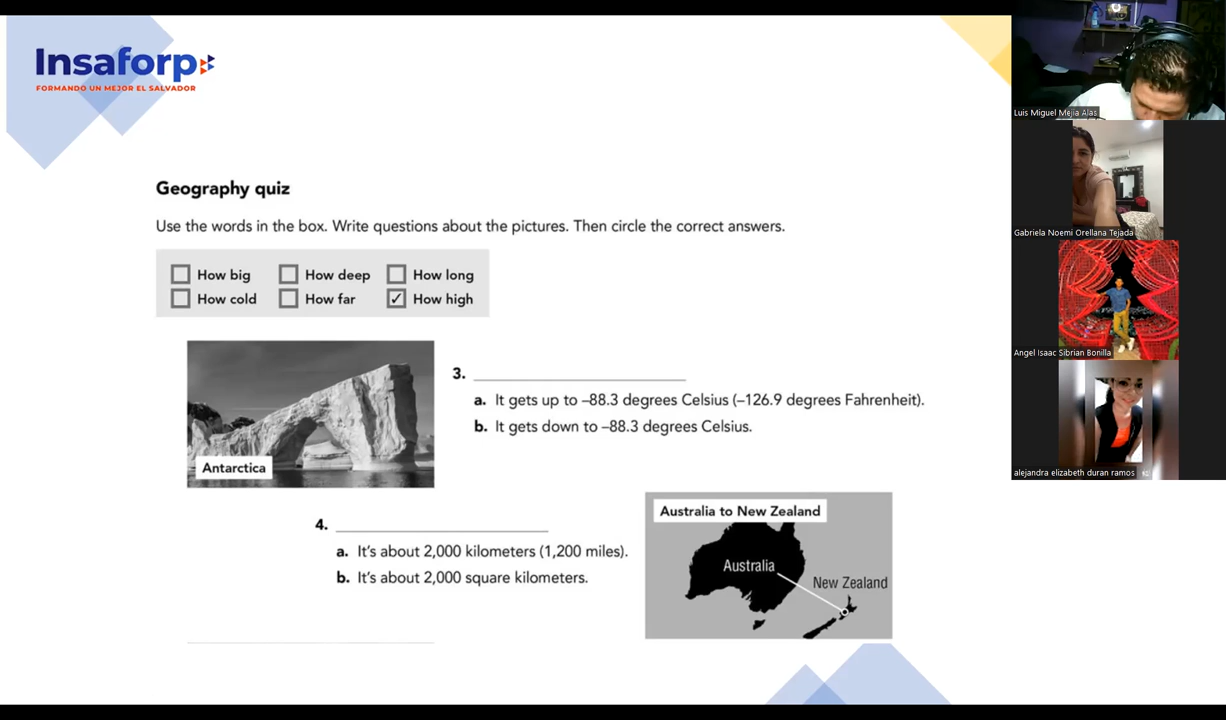 Insaforp
FORMANDO UN MEJOR EL SALVADOR
Geography quiz
Use the words in the box. Write questions about the pictures. Then circle the correct answers.
How big How deep How long
How cold How far ✓ How high
Antarctica
3.
a. It gets up to –88.3 degrees Celsius (–126.9 degrees Fahrenheit).
b. It gets down to –88.3 degrees Celsius.
4.
a. It's about 2,000 kilometers (1,200 miles).
b. It's about 2,000 square kilometers.
Australia to New Zealand
Australia
New Zealand
Luis Miguel Mejia Alas
Gabriela Noemi Orellana Tejada
Angel Isaac Sibrian Bonilla
alejandra elizabeth duran ramos